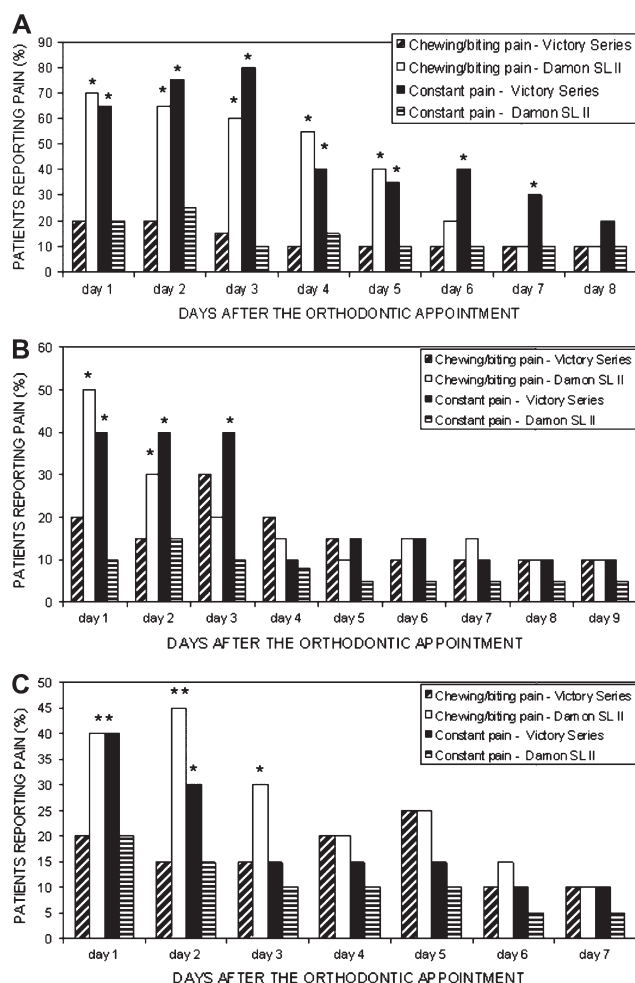 A
PATIENTS REPORTING PAIN (%)
90
80
70
60
50
40
30
20
10
0
* * * * * * * * * * * *
Chewing/biting pain - Victory Series
Chewing/biting pain - Damon SL II
Constant pain - Victory Series
Constant pain - Damon SL II
day 1 day 2 day 3 day 4 day 5 day 6 day 7 day 8
DAYS AFTER THE ORTHODONTIC APPOINTMENT
B
PATIENTS REPORTING PAIN (%)
60
50
40
30
20
10
0
* * * * *
Chewing/biting pain - Victory Series
Chewing/biting pain - Damon SL II
Constant pain - Victory Series
Constant pain - Damon SL II
day 1 day 2 day 3 day 4 day 5 day 6 day 7 day 8 day 9
DAYS AFTER THE ORTHODONTIC APPOINTMENT
C
PATIENTS REPORTING PAIN (%)
50
45
40
35
30
25
20
15
10
5
0
** ** * *
Chewing/biting pain - Victory Series
Chewing/biting pain - Damon SL II
Constant pain - Victory Series
Constant pain - Damon SL II
day 1 day 2 day 3 day 4 day 5 day 6 day 7
DAYS AFTER THE ORTHODONTIC APPOINTMENT